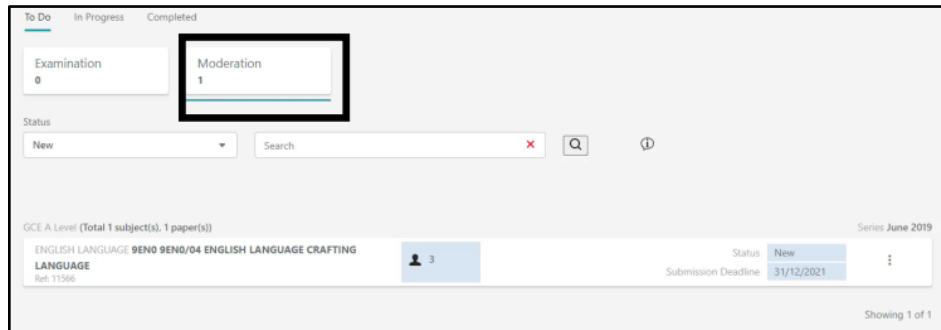 To Do In Progress Completed
Examination Moderation
0 1
Status
New Search
GCE A Level (Total 1 subject(s), 1 paper(s)) Series June 2019
ENGLISH LANGUAGE 9EN0 9EN0/04 ENGLISH LANGUAGE CRAFTING 3 Status New
LANGUAGE Submission Deadline 31/12/2021
Ref: 11566
Showing 1 of 1